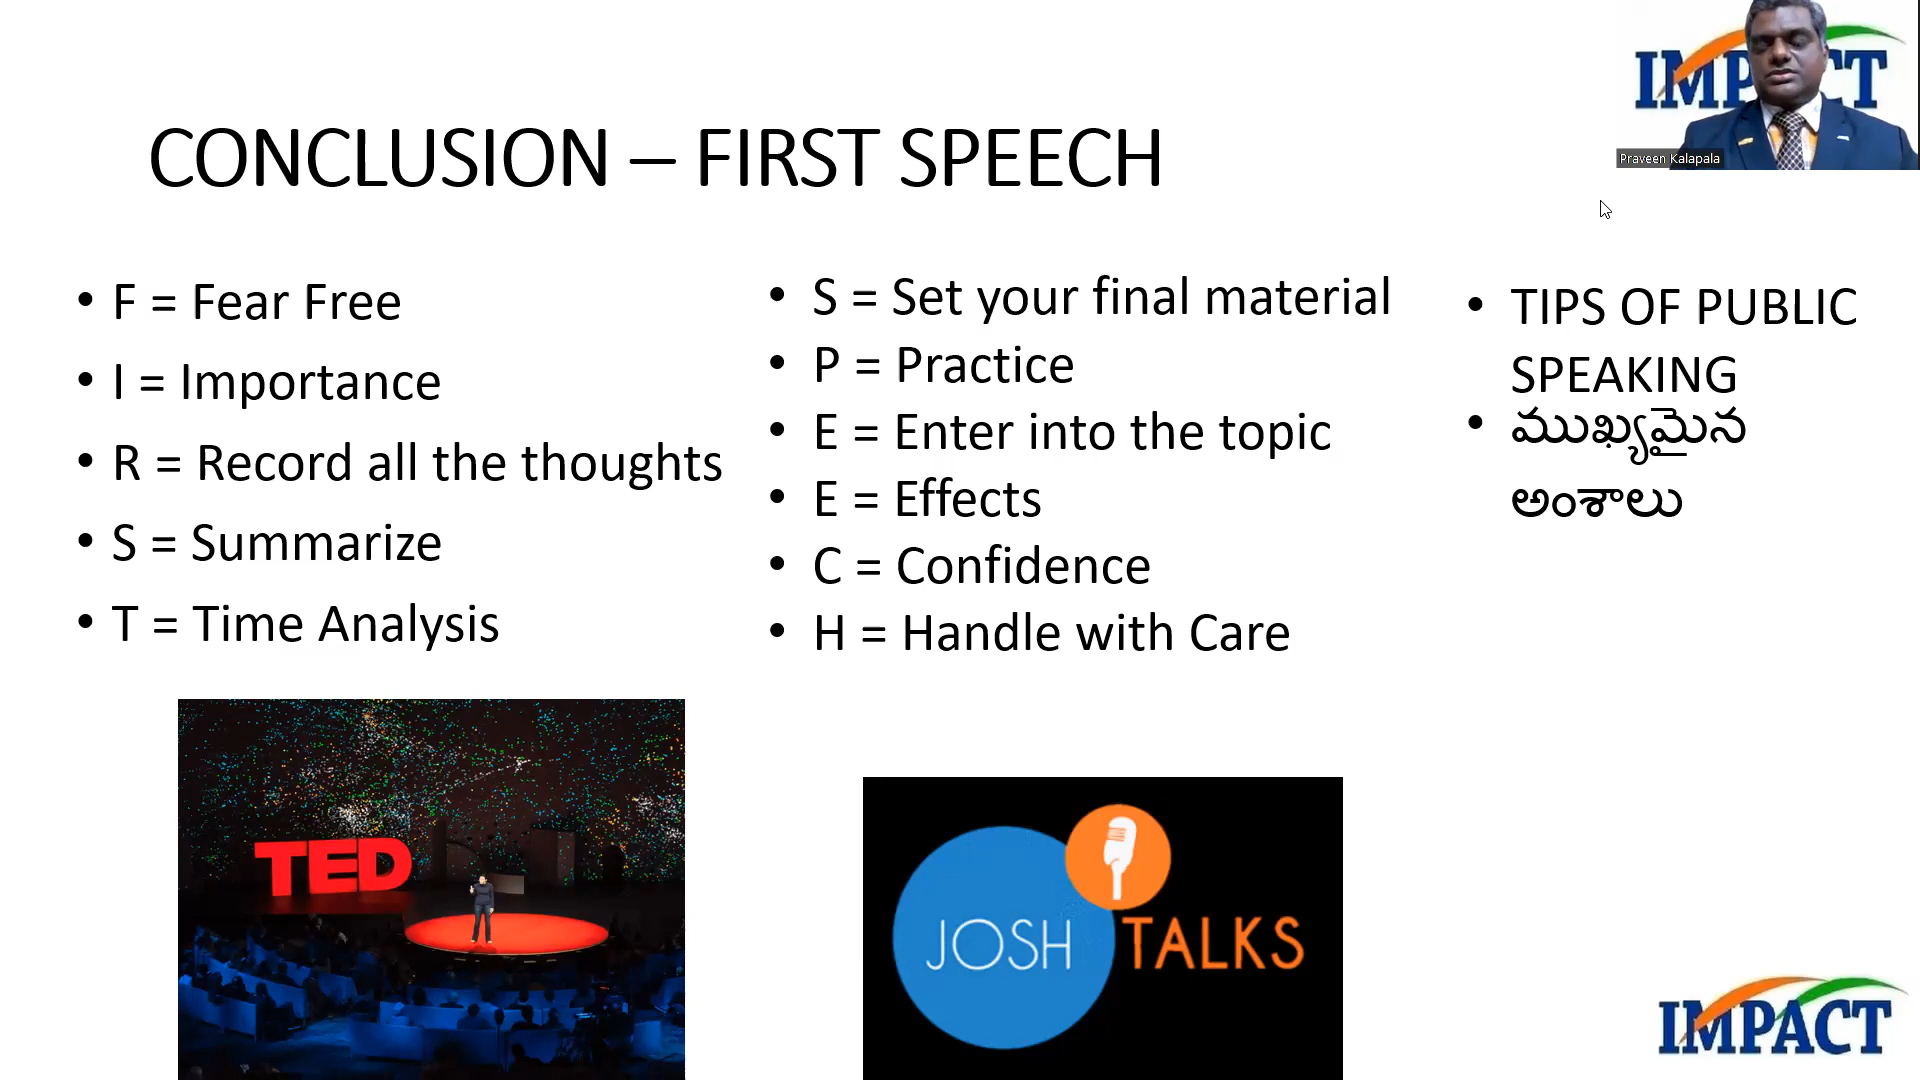 IMPACT
Praveen Kalapala
CONCLUSION – FIRST SPEECH
• F = Fear Free
• I = Importance
• R = Record all the thoughts
• S = Summarize
• T = Time Analysis
• S = Set your final material
• P = Practice
• E = Enter into the topic
• E = Effects
• C = Confidence
• H = Handle with Care
• TIPS OF PUBLIC
SPEAKING
• ముఖ్యమైన
అంశాలు
TED
JOSH TALKS
IMPACT